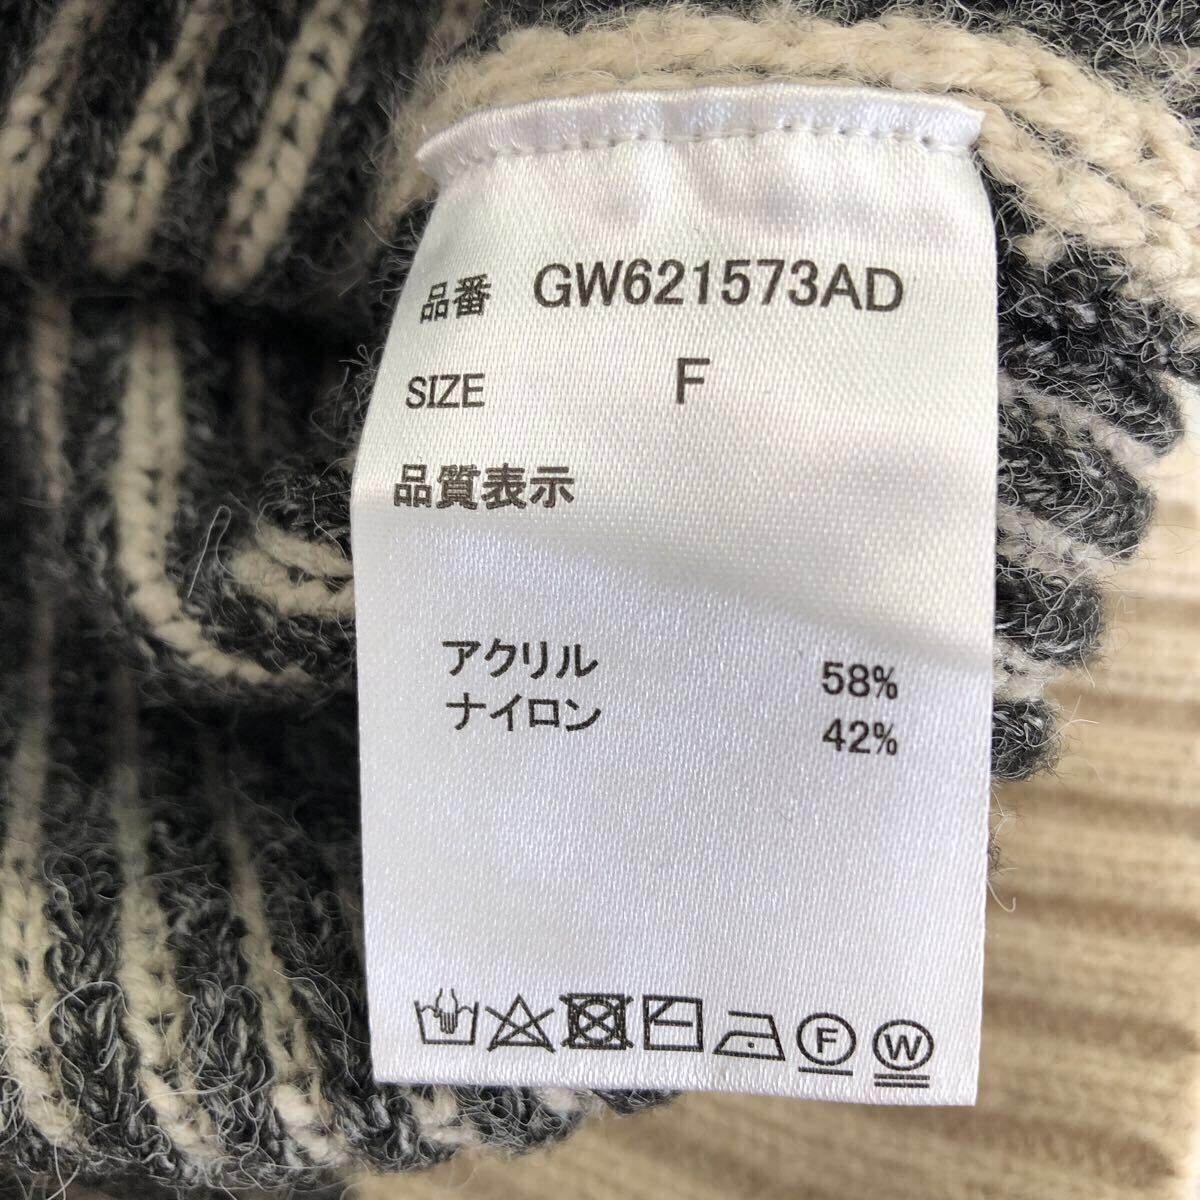 品番 GW621573AD
SIZE F
品質表示
アクリル 58%
ナイロン 42%
F W